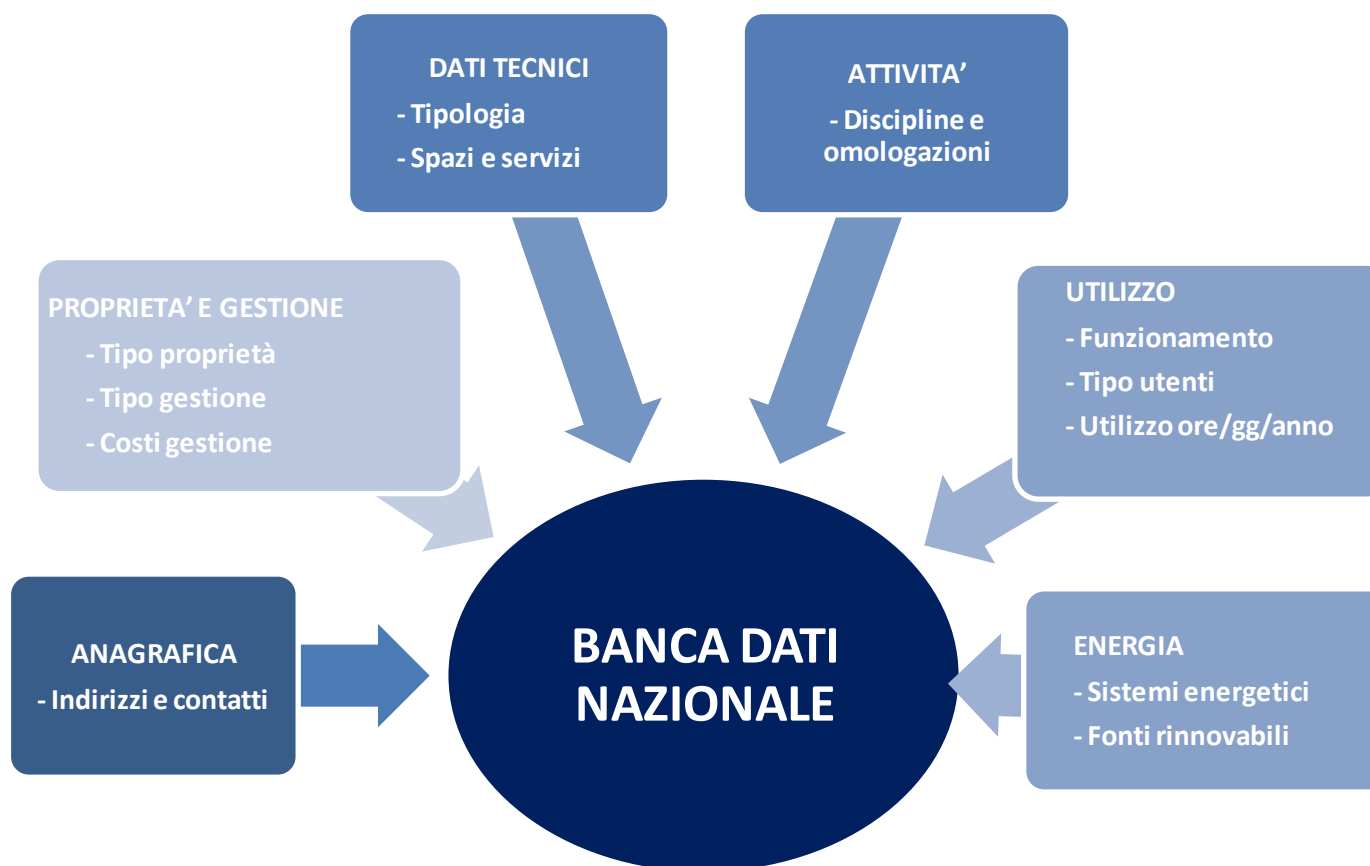 DATI TECNICI
- Tipologia
- Spazi e servizi
ATTIVITA’
- Discipline e
omologazioni
PROPRIETA’ E GESTIONE
- Tipo proprietà
- Tipo gestione
- Costi gestione
UTILIZZO
- Funzionamento
- Tipo utenti
- Utilizzo ore/gg/anno
ANAGRAFICA
- Indirizzi e contatti
BANCA DATI
NAZIONALE
ENERGIA
- Sistemi energetici
- Fonti rinnovabili